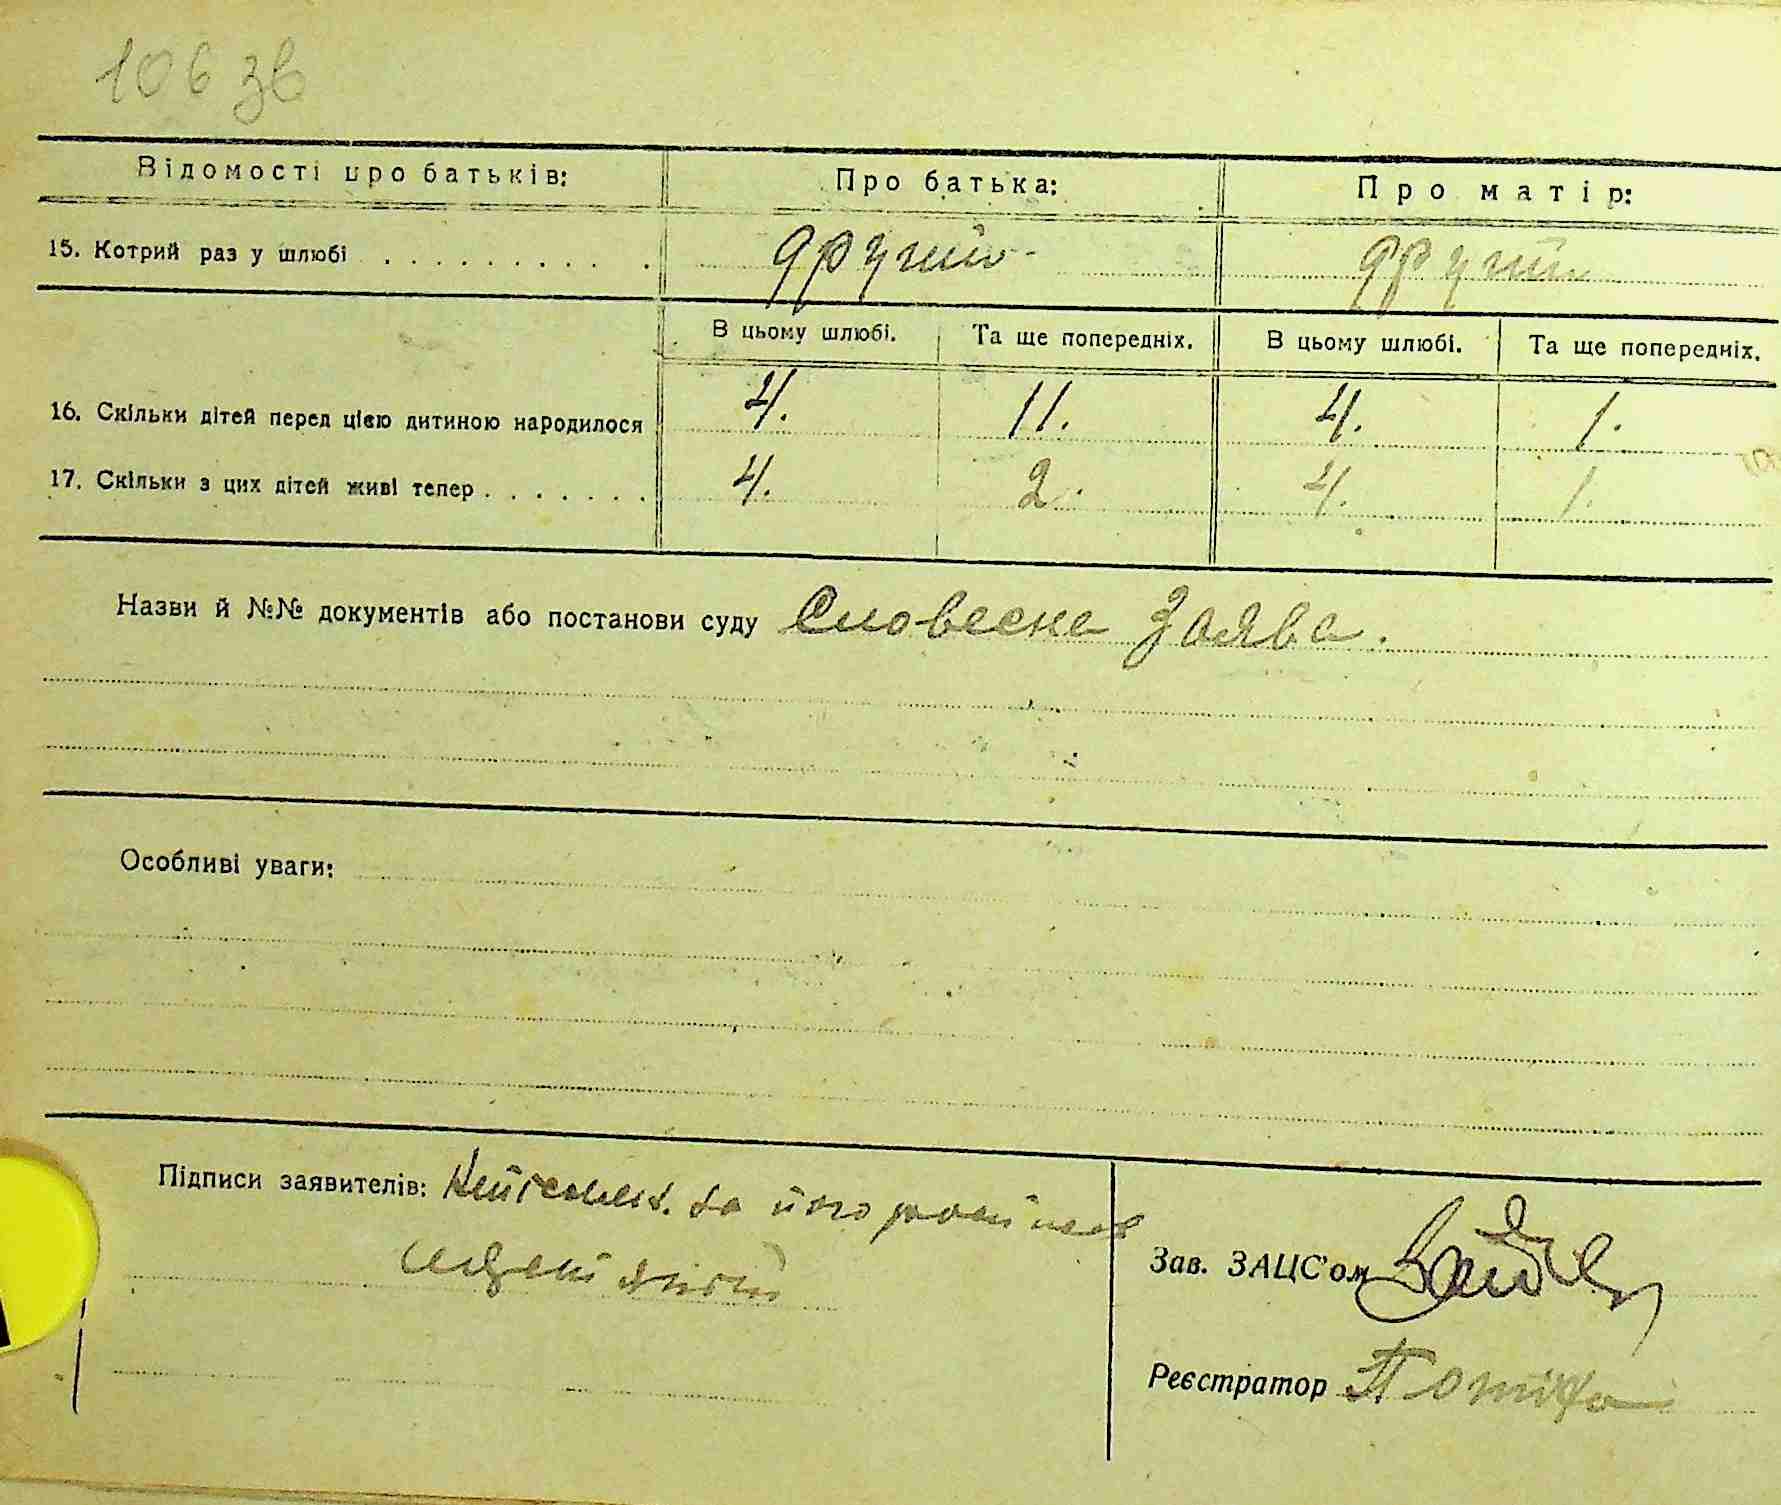 106 зв
Відомості про батьків: Про батька: Про матір:
15. Котрий раз у шлюбі . . . . . . . . . . другий другий
В цьому шлюбі. Та ще попередніх. В цьому шлюбі. Та ще попередніх.
16. Скільки дітей перед цією дитиною народилося 4. 11. 4. 1.
17. Скільки з цих дітей живі тепер . . . . . . . 4. 2. 4. 1.
Назви й №№ документів або постанови суду Словесна Заява.
Особливі уваги:
Підписи заявителів: за його
Зав. ЗАЦС'ом
Реєстратор